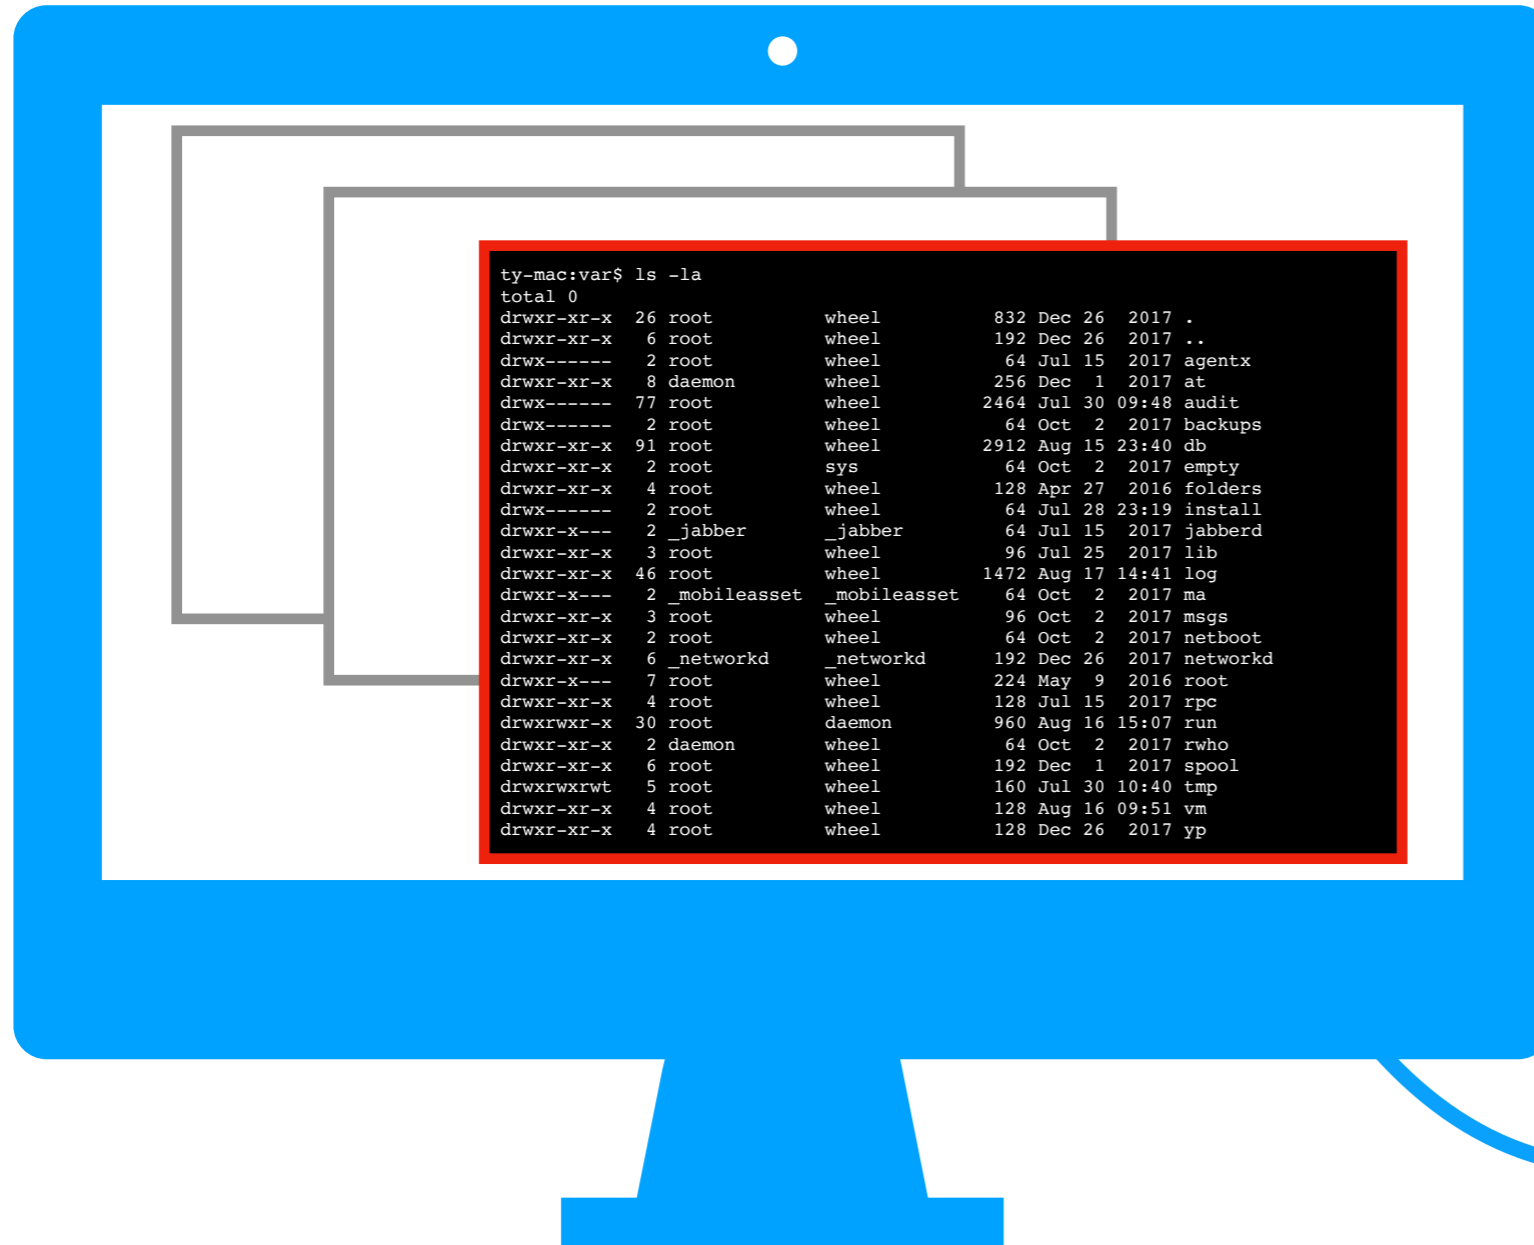 ty-mac:var$ ls -la
total 0
drwxr-xr-x  26 root          wheel          832 Dec 26  2017 .
drwxr-xr-x   6 root          wheel          192 Dec 26  2017 ..
drwx------   2 root          wheel           64 Jul 15  2017 agentx
drwxr-xr-x   8 daemon        wheel          256 Dec  1  2017 at
drwx------  77 root          wheel         2464 Jul 30 09:48 audit
drwx------   2 root          wheel           64 Oct  2  2017 backups
drwxr-xr-x  91 root          wheel         2912 Aug 15 23:40 db
drwxr-xr-x   2 root          sys             64 Oct  2  2017 empty
drwxr-xr-x   4 root          wheel          128 Apr 27  2016 folders
drwx------   2 root          wheel           64 Jul 28 23:19 install
drwxr-x---   2 _jabber       _jabber         64 Jul 15  2017 jabberd
drwxr-xr-x   3 root          wheel           96 Jul 25  2017 lib
drwxr-xr-x  46 root          wheel         1472 Aug 17 14:41 log
drwxr-x---   2 _mobileasset  _mobileasset    64 Oct  2  2017 ma
drwxr-xr-x   3 root          wheel           96 Oct  2  2017 msgs
drwxr-xr-x   2 root          wheel           64 Oct  2  2017 netboot
drwxr-xr-x   6 _networkd     _networkd      192 Dec 26  2017 networkd
drwxr-x---   7 root          wheel          224 May  9  2016 root
drwxr-xr-x   4 root          wheel          128 Jul 15  2017 rpc
drwxrwxr-x  30 root          daemon         960 Aug 16 15:07 run
drwxr-xr-x   2 daemon        wheel           64 Oct  2  2017 rwho
drwxr-xr-x   6 root          wheel          192 Dec  1  2017 spool
drwxrwxrwt   5 root          wheel          160 Jul 30 10:40 tmp
drwxr-xr-x   4 root          wheel          128 Aug 16 09:51 vm
drwxr-xr-x   4 root          wheel          128 Dec 26  2017 yp